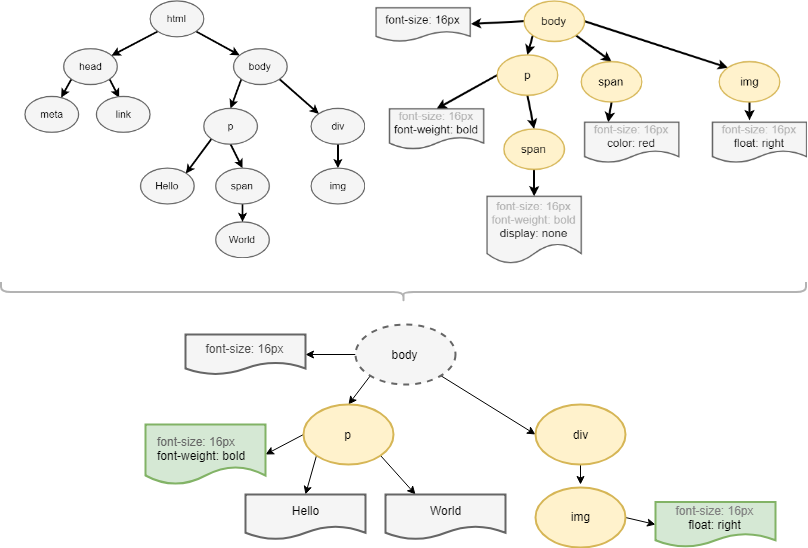 html
head
body
meta
link
p
div
Hello
span
img
World
font-size: 16px
body
p
span
img
font-size: 16px
font-weight: bold
font-size: 16px
color: red
font-size: 16px
float: right
span
font-size: 16px
font-weight: bold
display: none
font-size: 16px
body
font-size: 16px
font-weight: bold
p
div
Hello
World
img
font-size: 16px
float: right